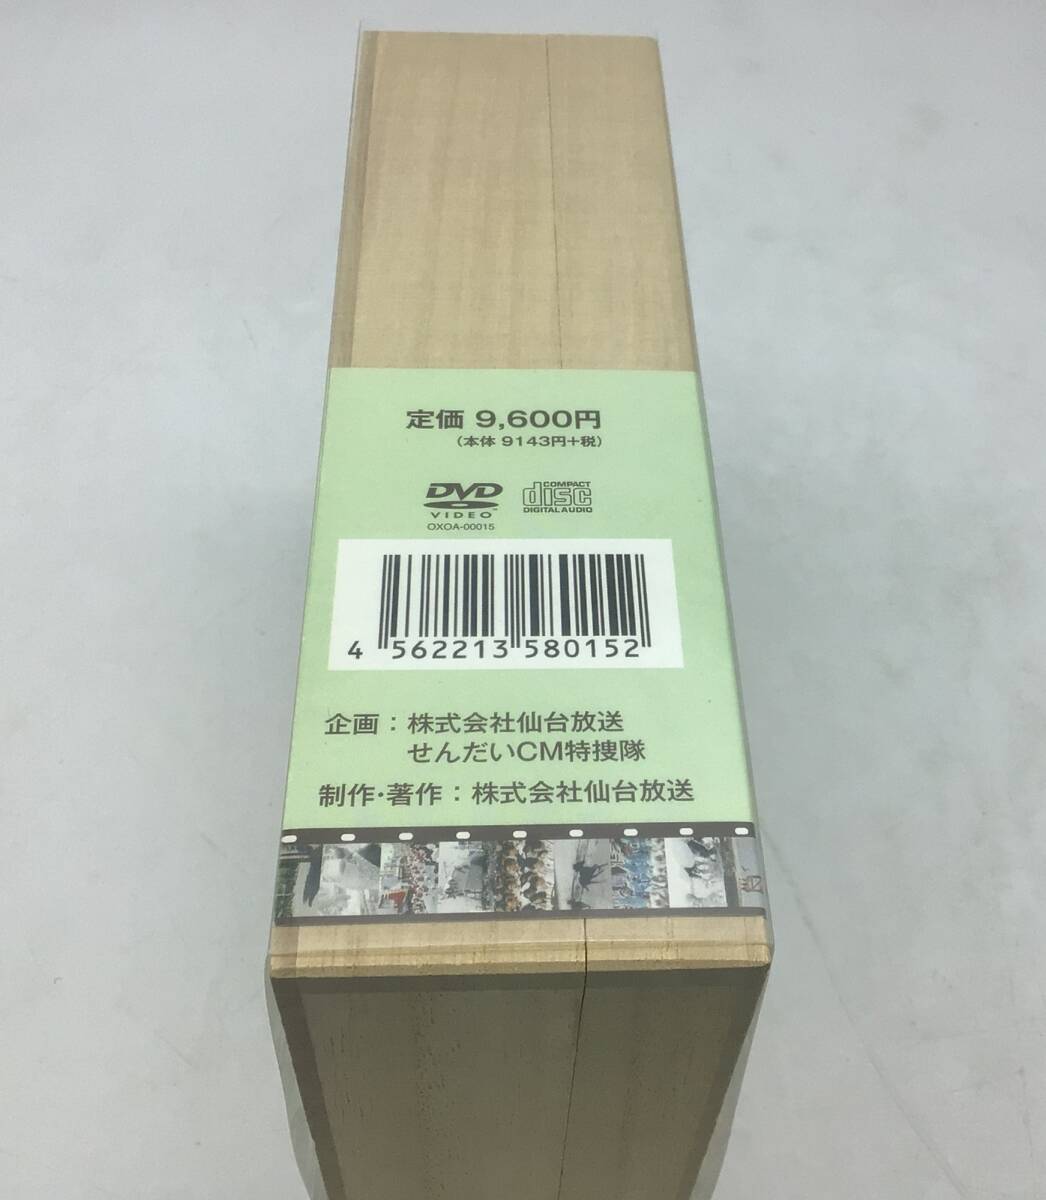 定価 9,600円
(本体 9143円+税)
DVD
VIDEO™
OXOA-00015
COMPACT
disc
DIGITAL AUDIO
4 562213 580152
企画：株式会社仙台放送
せんだいCM特捜隊
制作・著作：株式会社仙台放送